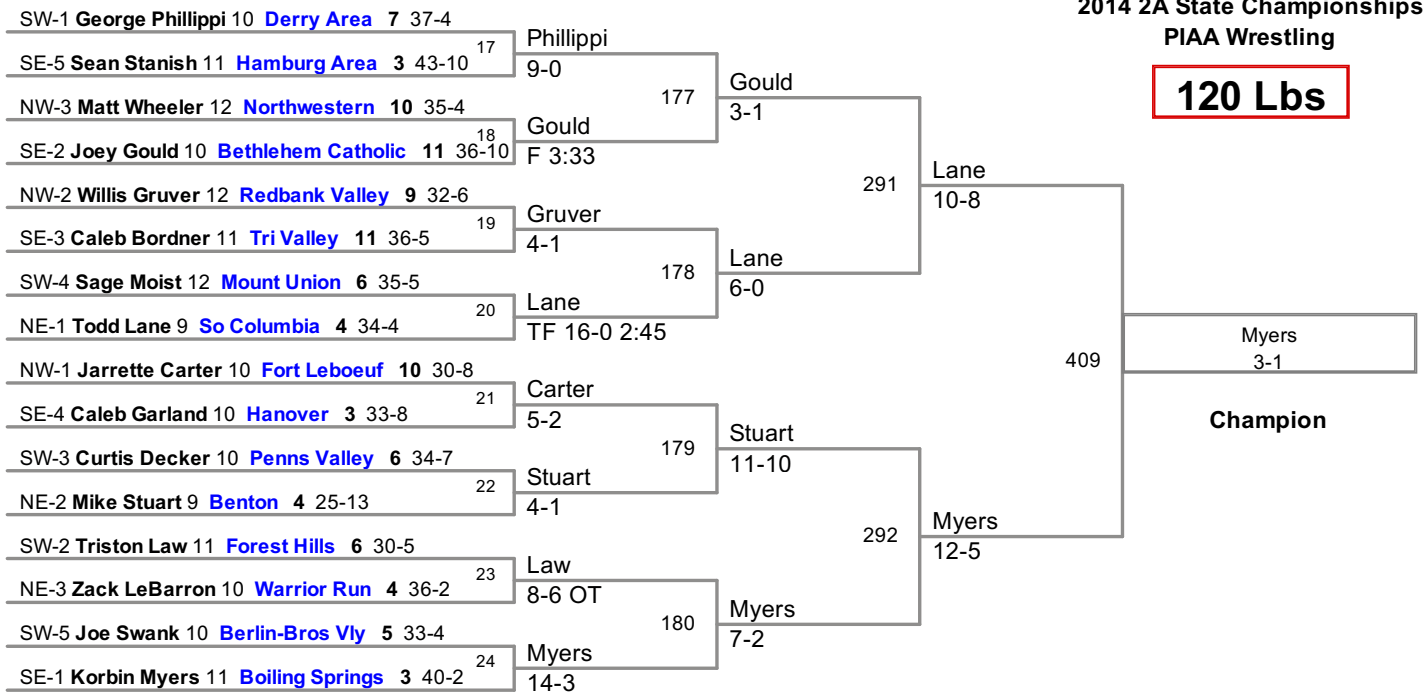 2014 2A State Championships
PIAA Wrestling
120 Lbs
SW-1 George Phillippi 10 Derry Area 7 37-4
17
SE-5 Sean Stanish 11 Hamburg Area 3 43-10
NW-3 Matt Wheeler 12 Northwestern 10 35-4
18
SE-2 Joey Gould 10 Bethlehem Catholic 11 36-10
NW-2 Willis Gruver 12 Redbank Valley 9 32-6
19
SE-3 Caleb Bordner 11 Tri Valley 11 36-5
SW-4 Sage Moist 12 Mount Union 6 35-5
20
NE-1 Todd Lane 9 So Columbia 4 34-4
NW-1 Jarrette Carter 10 Fort Leboeuf 10 30-8
21
SE-4 Caleb Garland 10 Hanover 3 33-8
SW-3 Curtis Decker 10 Penns Valley 6 34-7
22
NE-2 Mike Stuart 9 Benton 4 25-13
SW-2 Triston Law 11 Forest Hills 6 30-5
23
NE-3 Zack LeBarron 10 Warrior Run 4 36-2
SW-5 Joe Swank 10 Berlin-Bros Vly 5 33-4
24
SE-1 Korbin Myers 11 Boiling Springs 3 40-2
Phillippi
9-0
177
Gould
F 3:33
Gruver
4-1
178
Lane
TF 16-0 2:45
Carter
5-2
179
Stuart
4-1
Law
8-6 OT
180
Myers
14-3
Gould
3-1
291
Lane
6-0
Stuart
11-10
292
Myers
7-2
Lane
10-8
409
Myers
12-5
Myers
3-1
Champion